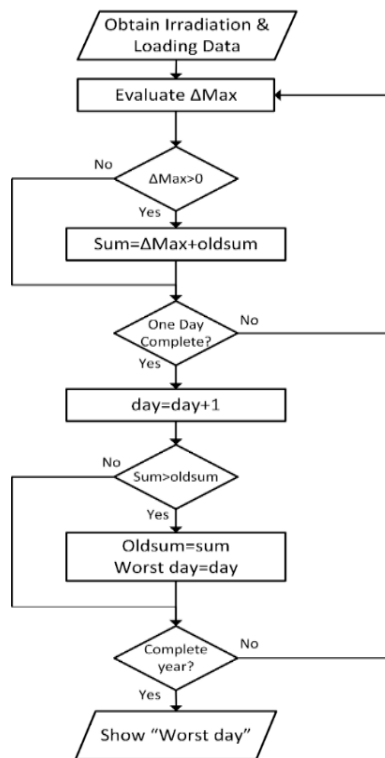 Obtain Irradiation &
Loading Data
Evaluate ΔMax
No
ΔMax>0
Yes
Sum=ΔMax+oldsum
One Day
Complete?
No
Yes
day=day+1
No
Sum>oldsum
Yes
Oldsum=sum
Worst day=day
Complete
year?
No
Yes
Show “Worst day”